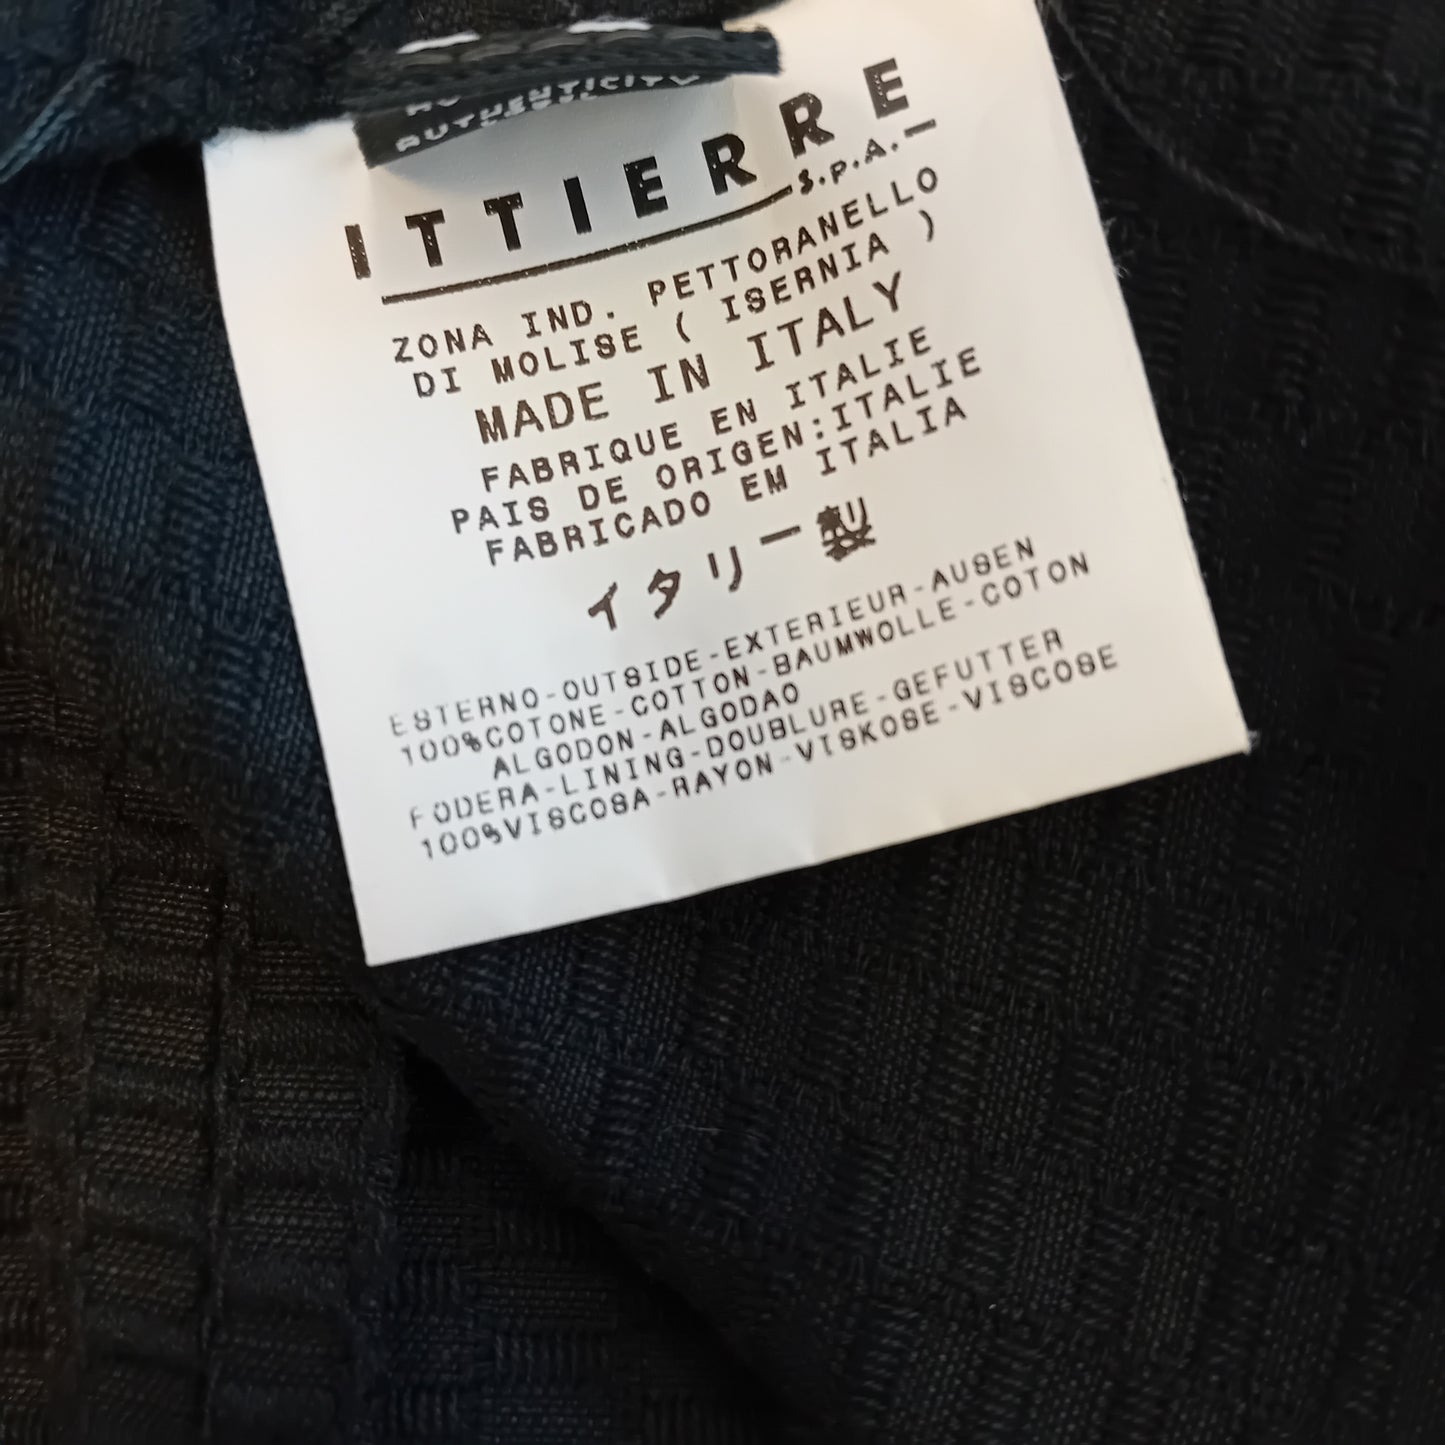 AUTHENTICITY
ITTIERRE
S.P.A.
ZONA IND. PETTORANELLO
DI MOLISE ( ISERNIA )
MADE IN ITALY
FABRIQUE EN ITALIE
PAIS DE ORIGEN:ITALIE
FABRICADO EM ITALIA
イタリー製
ESTERNO-OUTSIDE-EXTERIEUR-AUSEN
100%COTONE-COTTON-BAUMWOLLE-COTON
ALGODON-ALGODAO
FODERA-LINING-DOUBLURE-GEFUTTER
100%VISCOSA-RAYON-VISKOSE-VISCOSE